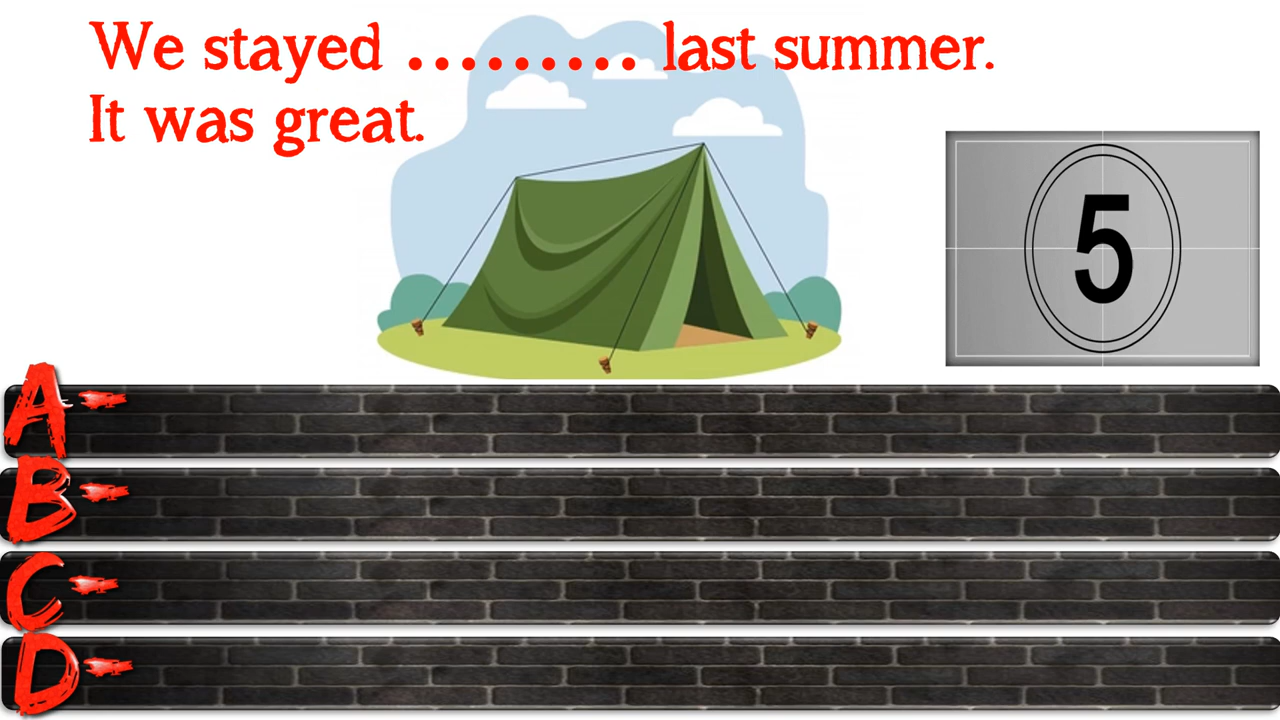 We stayed ......... last summer.
It was great.
5
A-
B-
C-
D-